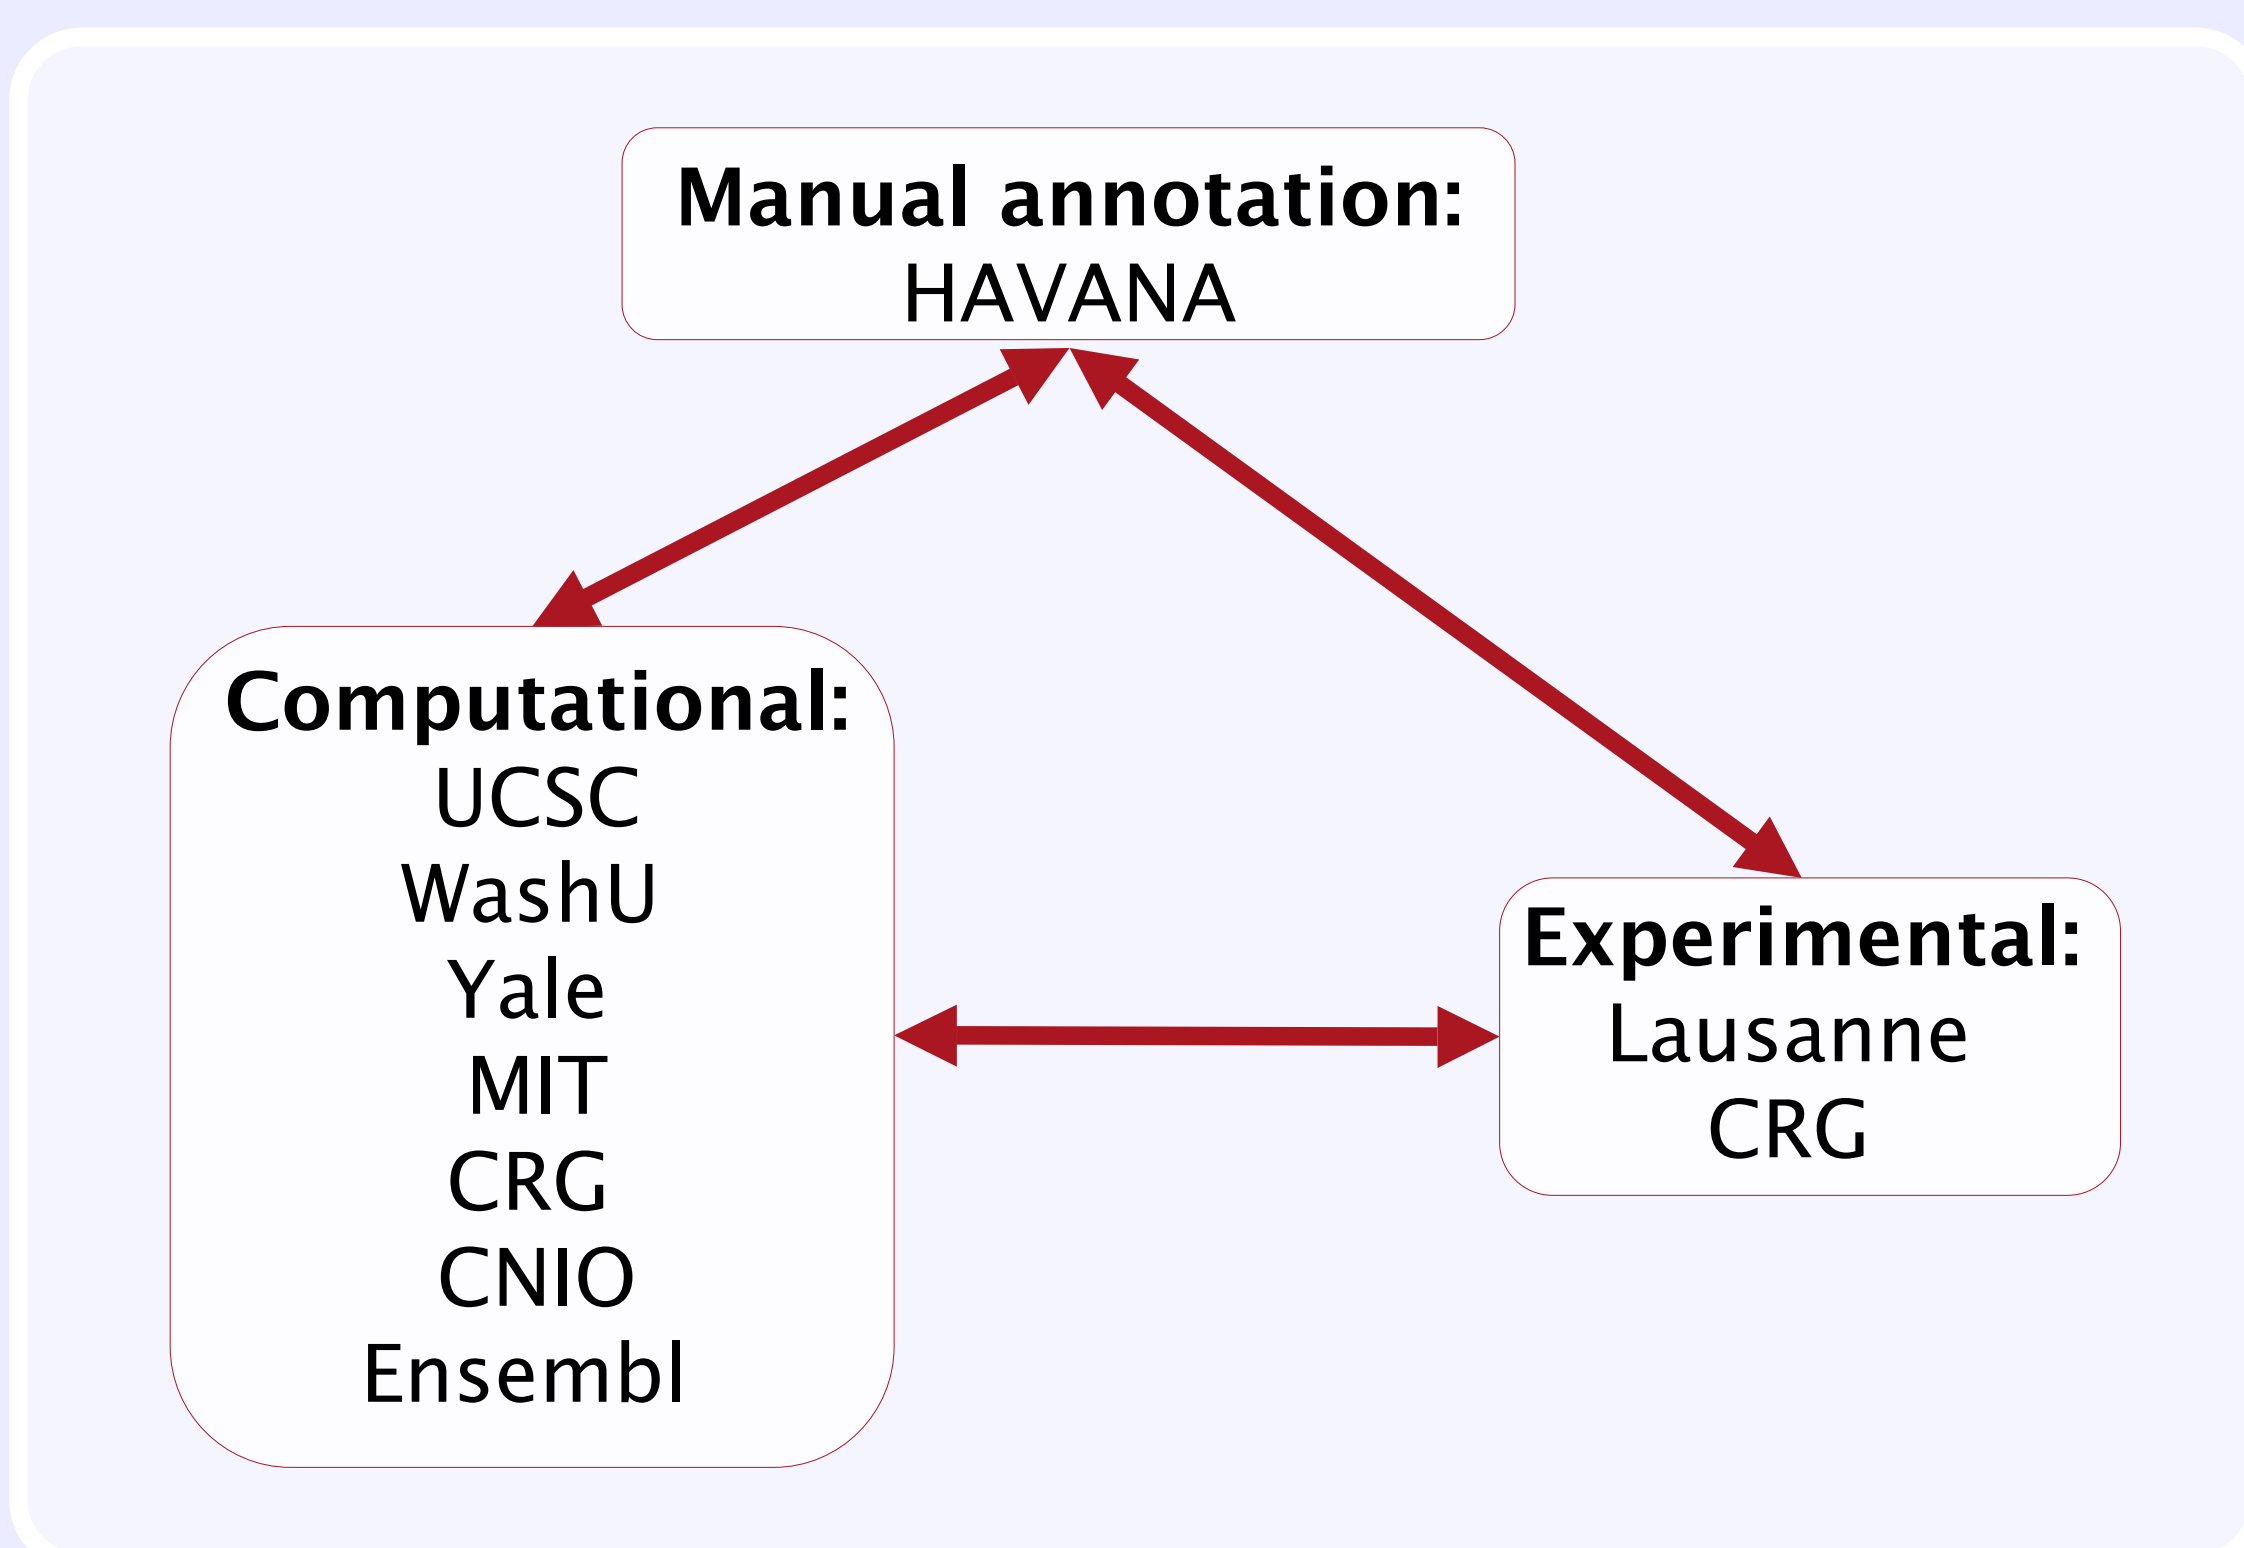 Manual annotation:
HAVANA
Computational:
UCSC
WashU
Yale
MIT
CRG
CNIO
Ensembl
Experimental:
Lausanne
CRG